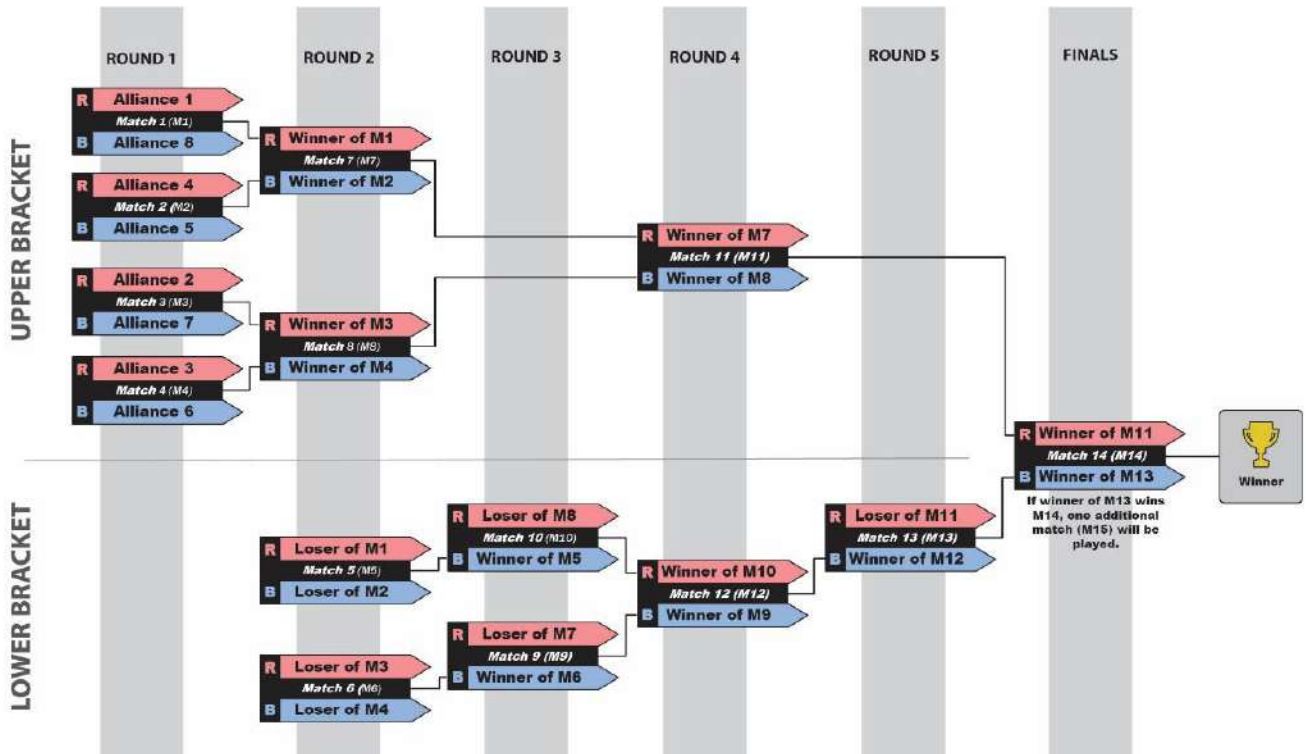 ROUND 1
ROUND 2
ROUND 3
ROUND 4
ROUND 5
FINALS
UPPER BRACKET
R Alliance 1
Match 1 (M1)
B Alliance 8
R Alliance 4
Match 2 (M2)
B Alliance 5
R Alliance 2
Match 3 (M3)
B Alliance 7
R Alliance 3
Match 4 (M4)
B Alliance 6
R Winner of M1
Match 7 (M7)
B Winner of M2
R Winner of M3
Match 8 (M8)
B Winner of M4
R Winner of M7
Match 11 (M11)
B Winner of M8
LOWER BRACKET
R Loser of M1
Match 5 (M5)
B Loser of M2
R Loser of M3
Match 6 (M6)
B Loser of M4
R Loser of M8
Match 10 (M10)
B Winner of M5
R Loser of M7
Match 9 (M9)
B Winner of M6
R Winner of M10
Match 12 (M12)
B Winner of M9
R Loser of M11
Match 13 (M13)
B Winner of M12
R Winner of M11
Match 14 (M14)
B Winner of M13
If winner of M13 wins
M14, one additional
match (M15) will be
played.
Winner